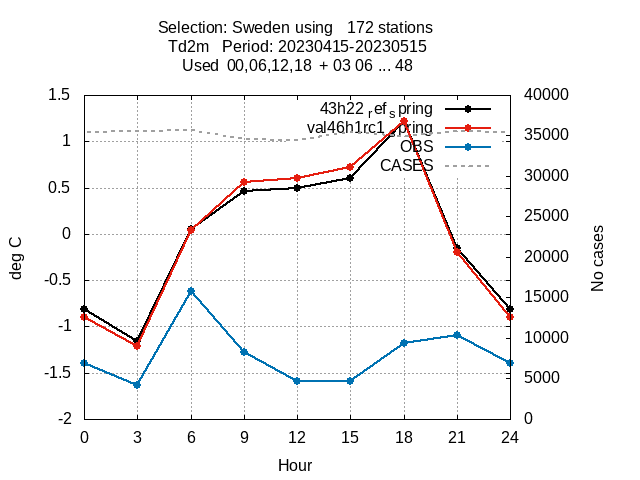 Selection: Sweden using 172 stations
Td2m Period: 20230415-20230515
Used 00,06,12,18 + 03 06 ... 48
43h22_ref_spring
val46h1rc1_spring
OBS
CASES
1.5
1
0.5
0
-0.5
-1
-1.5
-2
40000
35000
30000
25000
20000
15000
10000
5000
0
deg C
No cases
0 3 6 9 12 15 18 21 24
Hour